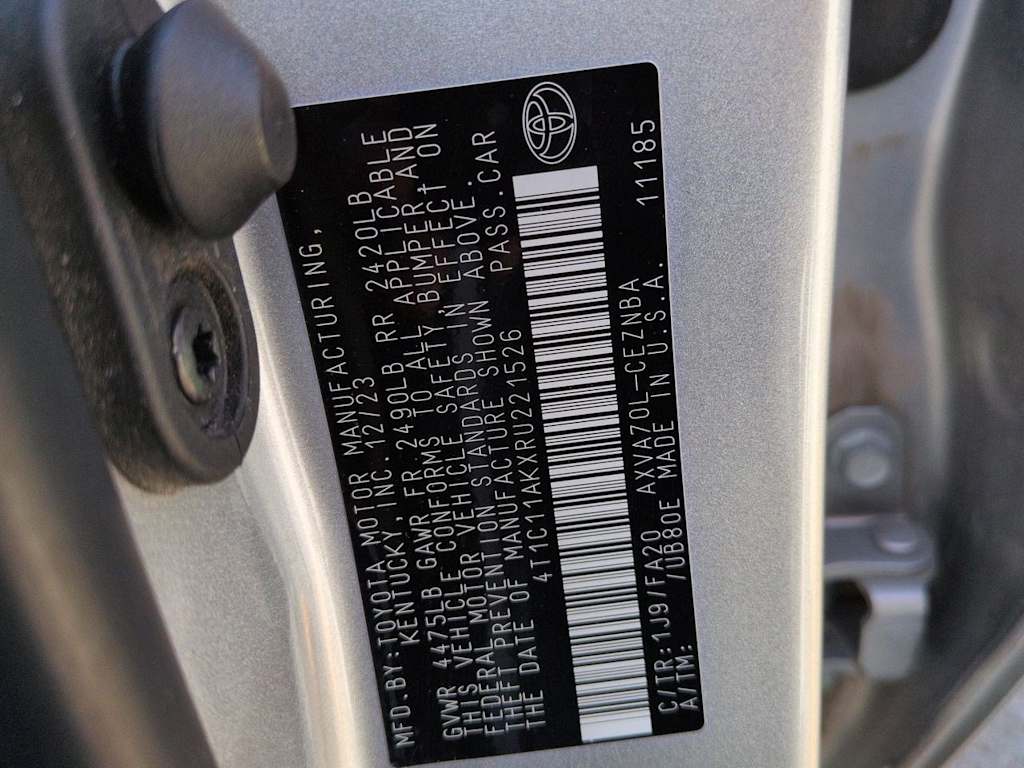 MFD.BY:TOYOTA MOTOR MANUFACTURING,
KENTUCKY,INC. 12/23
GVWR 4475LB GAWR FR 2490LB RR 2420LB
THIS VEHICLE CONFORMS TO ALL APPLICABLE
FEDERAL MOTOR VEHICLE SAFETY,BUMPER,AND
THEFT PREVENTION STANDARDS IN EFFECT ON
THE DATE OF MANUFACTURE SHOWN ABOVE.
4T1C11AKXRU221526 PASS.CAR
C/TR:1J9/FA20 AXVA70L-CEZNBA 11185
A/TM: /UB80E MADE IN U.S.A.